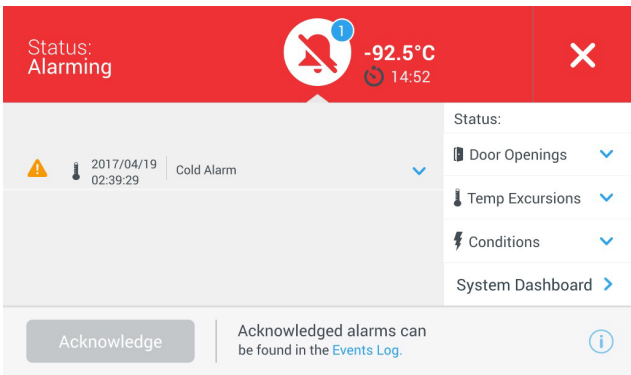 Status:
Alarming
1
-92.5°C
14:52
Status:
2017/04/19
02:39:29
Cold Alarm
Door Openings
Temp Excursions
Conditions
System Dashboard
Acknowledge
Acknowledged alarms can
be found in the Events Log.